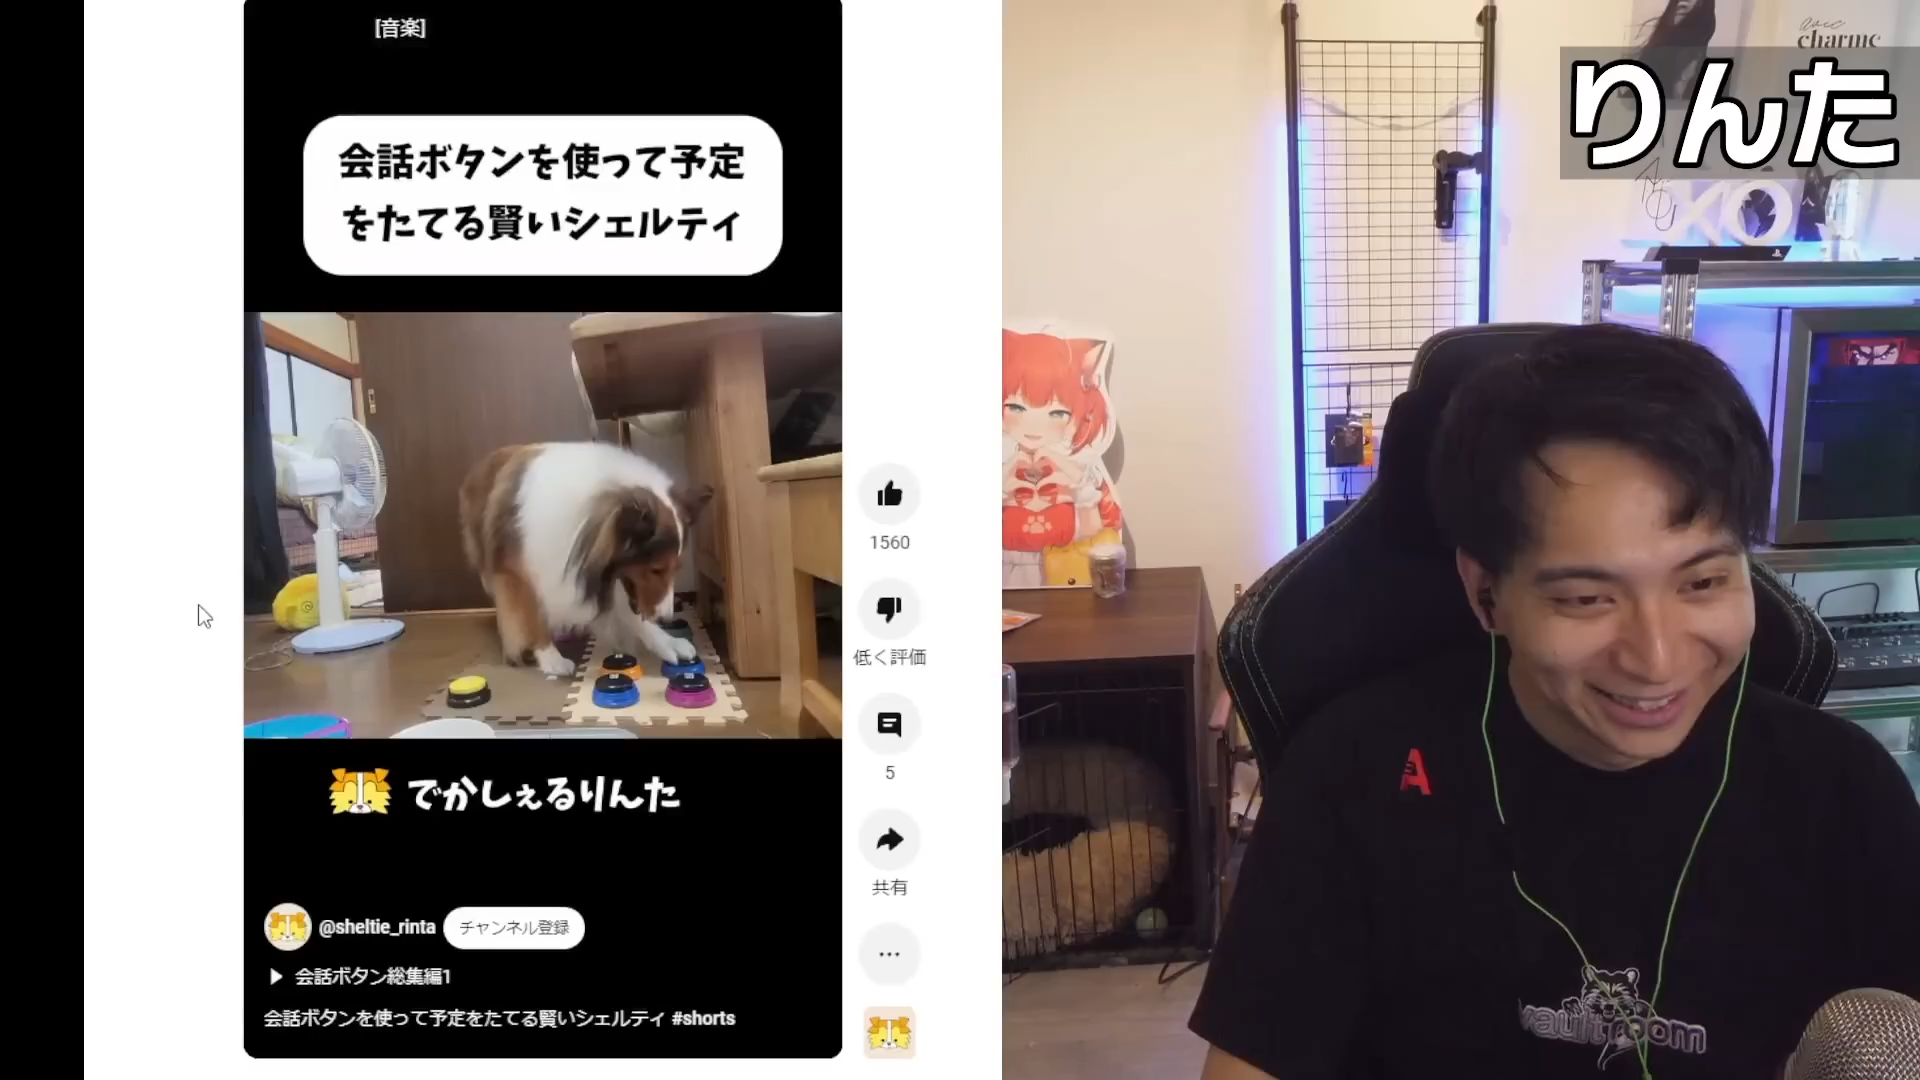 [音楽]
会話ボタンを使って予定
をたてる賢いシェルティ
でかしぇるりんた
@sheltie_rinta
チャンネル登録
会話ボタン総集編1
会話ボタンを使って予定をたてる賢いシェルティ #shorts
1560
低く評価
5
共有
りんた
avec
charme
XO
A
vaultroom